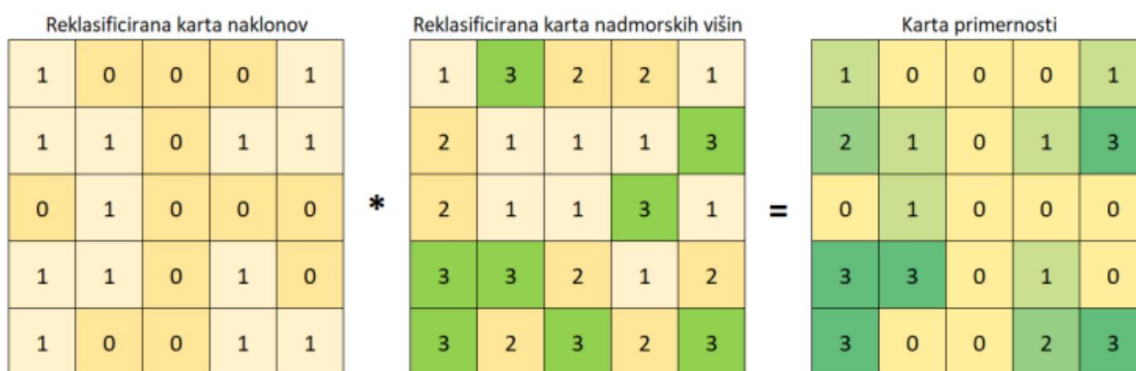 Reklasificirana karta naklonov Reklasificirana karta nadmorskih višin Karta primernosti
1 0 0 0 1 1 3 2 2 1 1 0 0 0 1
1 1 0 1 1 2 1 1 1 3 2 1 0 1 3
0 1 0 0 0 * 2 1 1 3 1 = 0 1 0 0 0
1 1 0 1 0 3 3 2 1 2 3 3 0 1 0
1 0 0 1 1 3 2 3 2 3 3 0 0 2 3